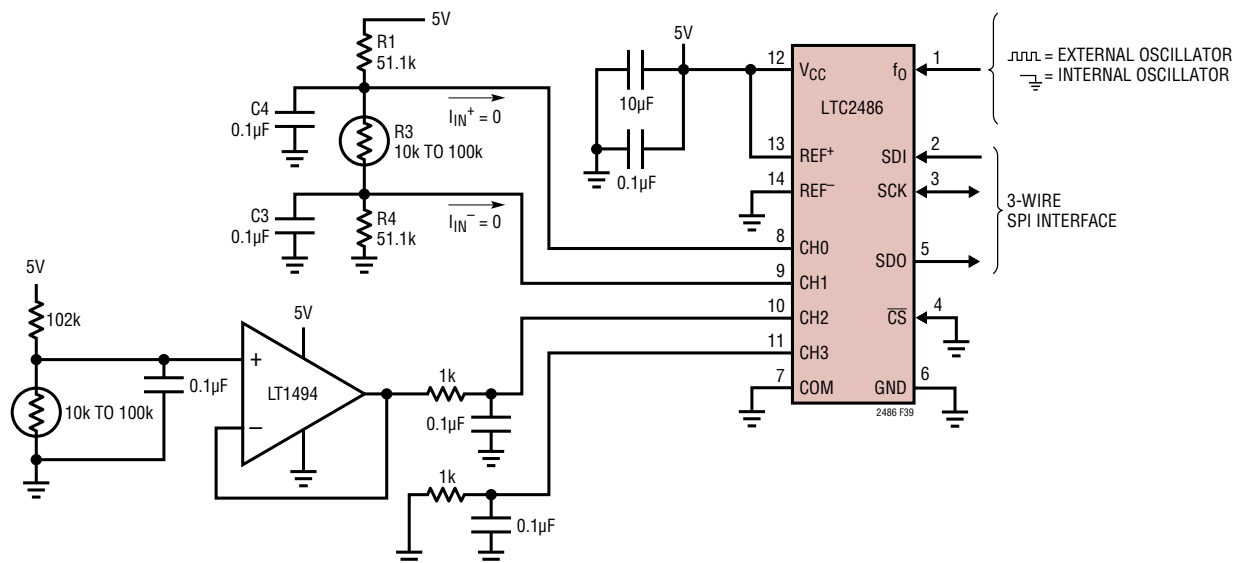 5V
R1
51.1k
C4
0.1µF
I_IN⁺ = 0
R3
10k TO 100k
C3
0.1µF
R4
51.1k
I_IN⁻ = 0
5V
10µF
0.1µF
12
V_CC
f_O
1
LTC2486
13
REF⁺
SDI
2
14
REF⁻
SCK
3
8
CH0
SDO
5
9
CH1
10
CH2
C̅S̅
4
11
CH3
7
COM
GND
6
2486 F39
= EXTERNAL OSCILLATOR
= INTERNAL OSCILLATOR
3-WIRE
SPI INTERFACE
5V
102k
0.1µF
10k TO 100k
5V
+
LT1494
–
1k
0.1µF
1k
0.1µF